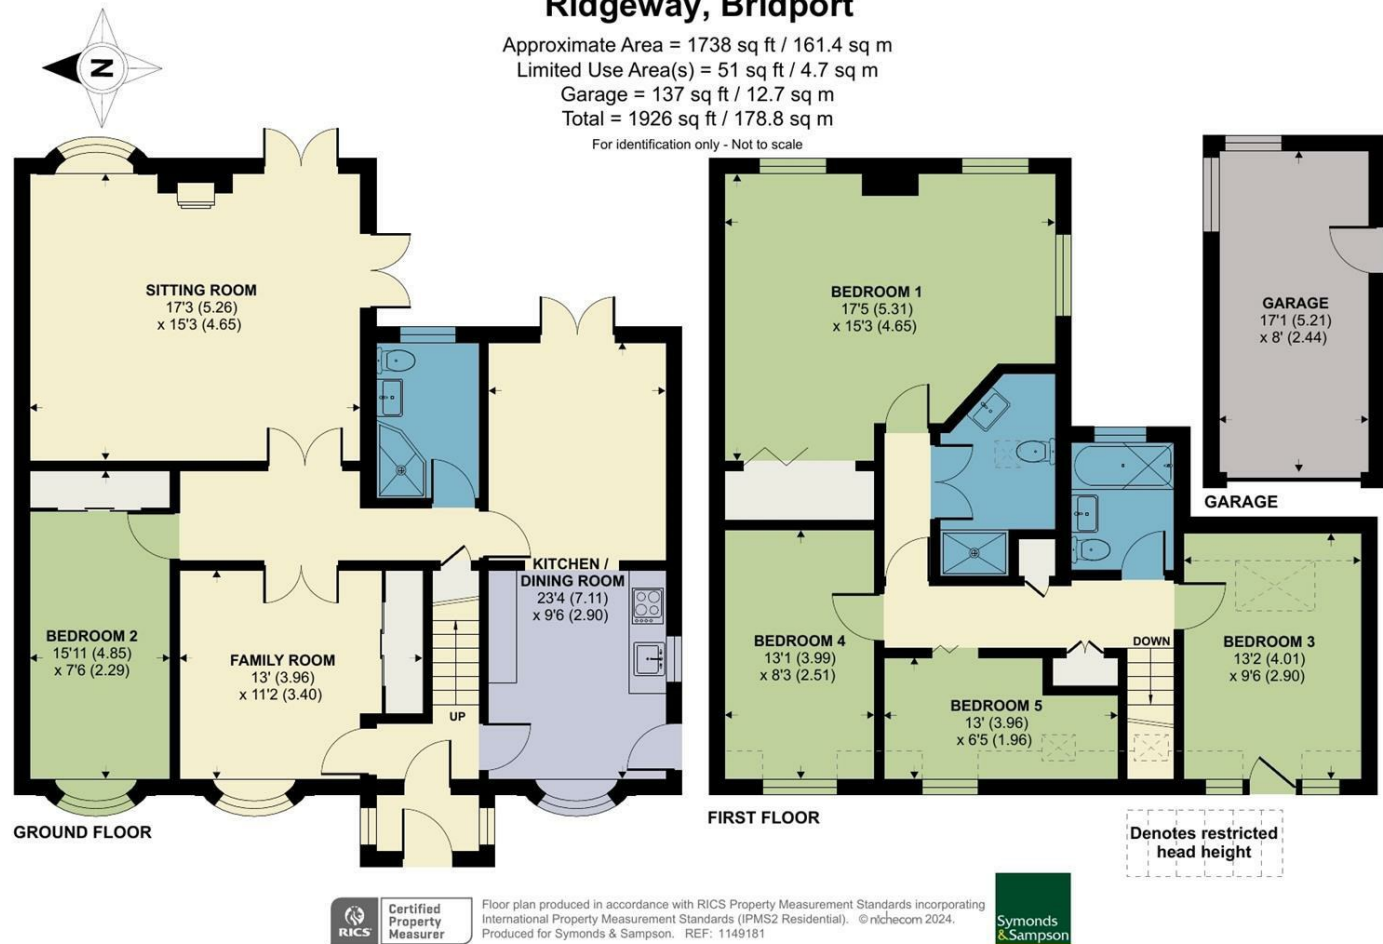 Ridgeway, Bridport
Approximate Area = 1738 sq ft / 161.4 sq m
Limited Use Area(s) = 51 sq ft / 4.7 sq m
Garage = 137 sq ft / 12.7 sq m
Total = 1926 sq ft / 178.8 sq m
For identification only - Not to scale
N
SITTING ROOM
17'3 (5.26)
x 15'3 (4.65)
KITCHEN /
DINING ROOM
23'4 (7.11)
x 9'6 (2.90)
BEDROOM 2
15'11 (4.85)
x 7'6 (2.29)
FAMILY ROOM
13' (3.96)
x 11'2 (3.40)
UP
GROUND FLOOR
BEDROOM 1
17'5 (5.31)
x 15'3 (4.65)
BEDROOM 4
13'1 (3.99)
x 8'3 (2.51)
BEDROOM 5
13' (3.96)
x 6'5 (1.96)
DOWN
BEDROOM 3
13'2 (4.01)
x 9'6 (2.90)
FIRST FLOOR
GARAGE
17'1 (5.21)
x 8' (2.44)
GARAGE
Denotes restricted
head height
RICS
Certified
Property
Measurer
Floor plan produced in accordance with RICS Property Measurement Standards incorporating
International Property Measurement Standards (IPMS2 Residential). © nichecom 2024.
Produced for Symonds & Sampson. REF: 1149181
Symonds
&Sampson